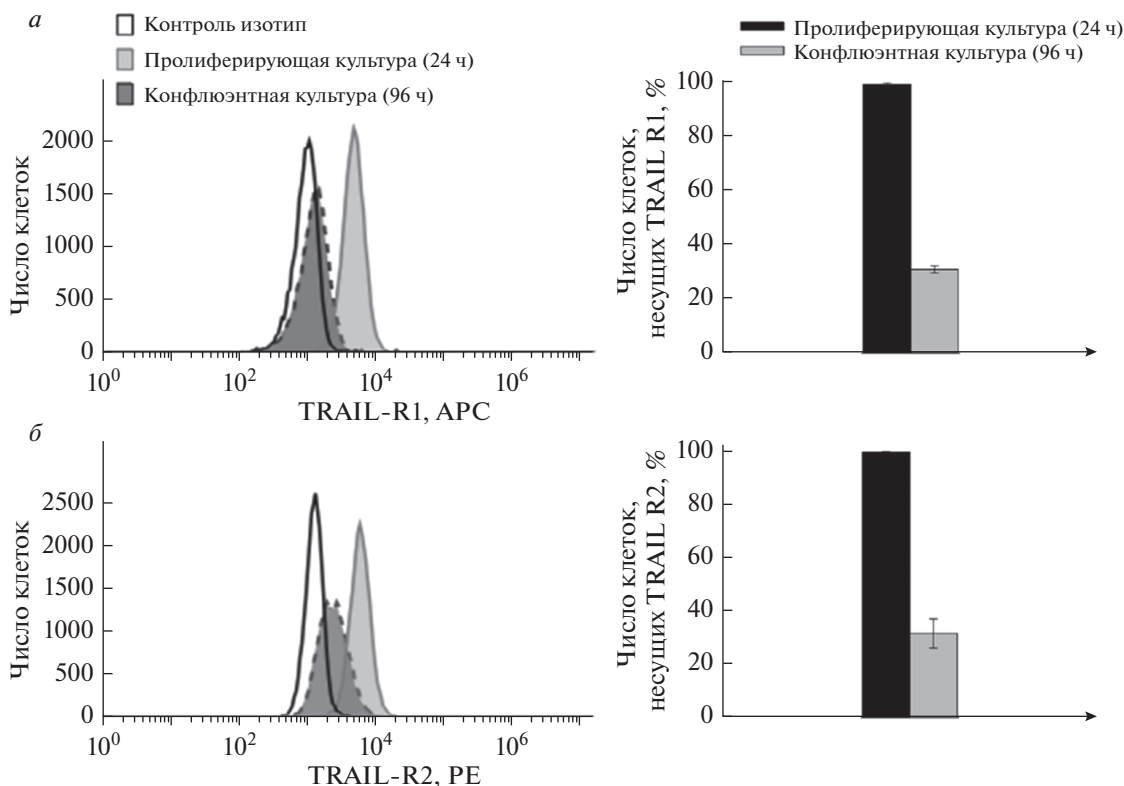 а
Контроль изотип
Пролиферирующая культура (24 ч)
Конфлюэнтная культура (96 ч)
Число клеток
2000
1500
1000
500
0
10^0
10^2
10^4
10^6
TRAIL-R1, APC
Пролиферирующая культура (24 ч)
Конфлюэнтная культура (96 ч)
Число клеток,
несущих TRAIL R1, %
100
80
60
40
20
0
б
Число клеток
2500
2000
1500
1000
500
0
10^0
10^2
10^4
10^6
TRAIL-R2, PE
Число клеток,
несущих TRAIL R2, %
100
80
60
40
20
0